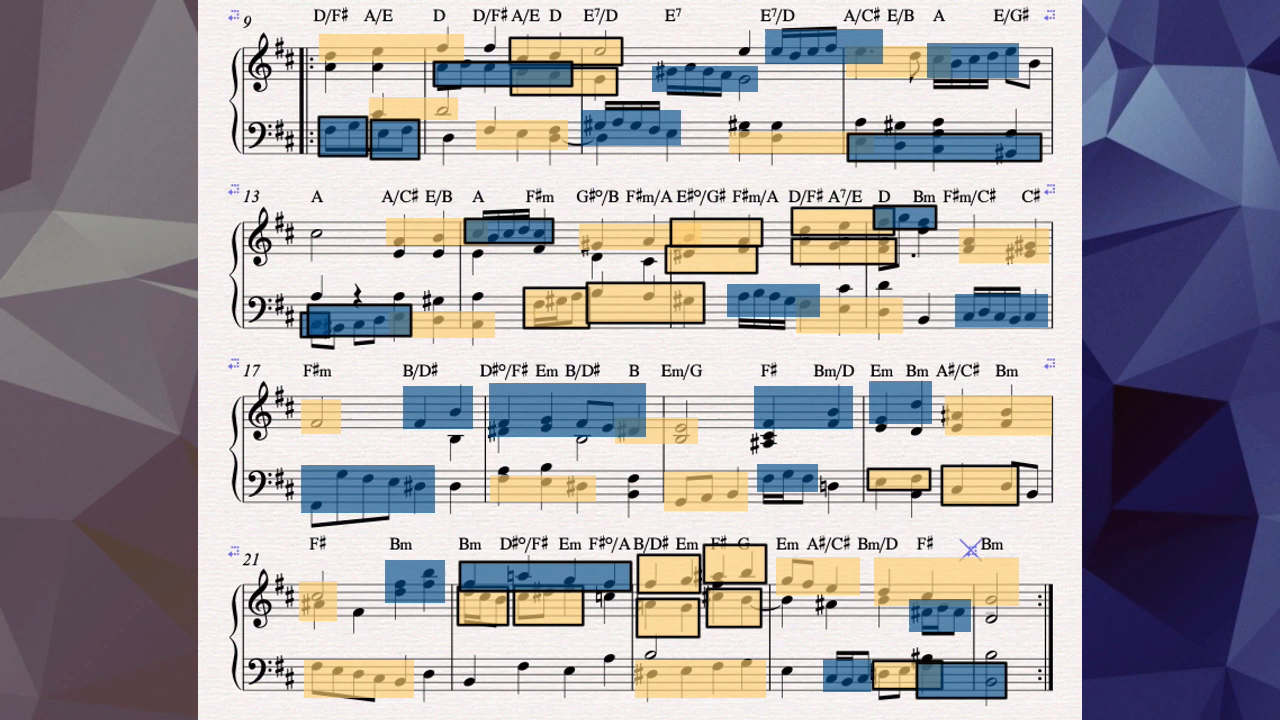 9 D/F♯ A/E D D/F♯ A/E D E⁷/D E⁷ E⁷/D A/C♯ E/B A E/G♯
13 A A/C♯ E/B A F♯m G♯º/B F♯m/A E♯º/G♯ F♯m/A D/F♯ A⁷/E D Bm F♯m/C♯ C♯
17 F♯m B/D♯ D♯º/F♯ Em B/D♯ B Em/G F♯ Bm/D Em Bm A♯/C♯ Bm
21 F♯ Bm Bm D♯º/F♯ Em F♯º/A B/D♯ Em F♯ G Em A♯/C♯ Bm/D F♯ Bm